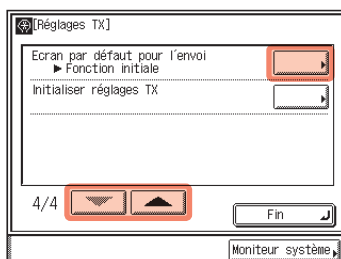 [Réglages TX]
Ecran par défaut pour l´envoi
► Fonction initiale
Initialiser réglages TX
4/4
Fin
Moniteur système